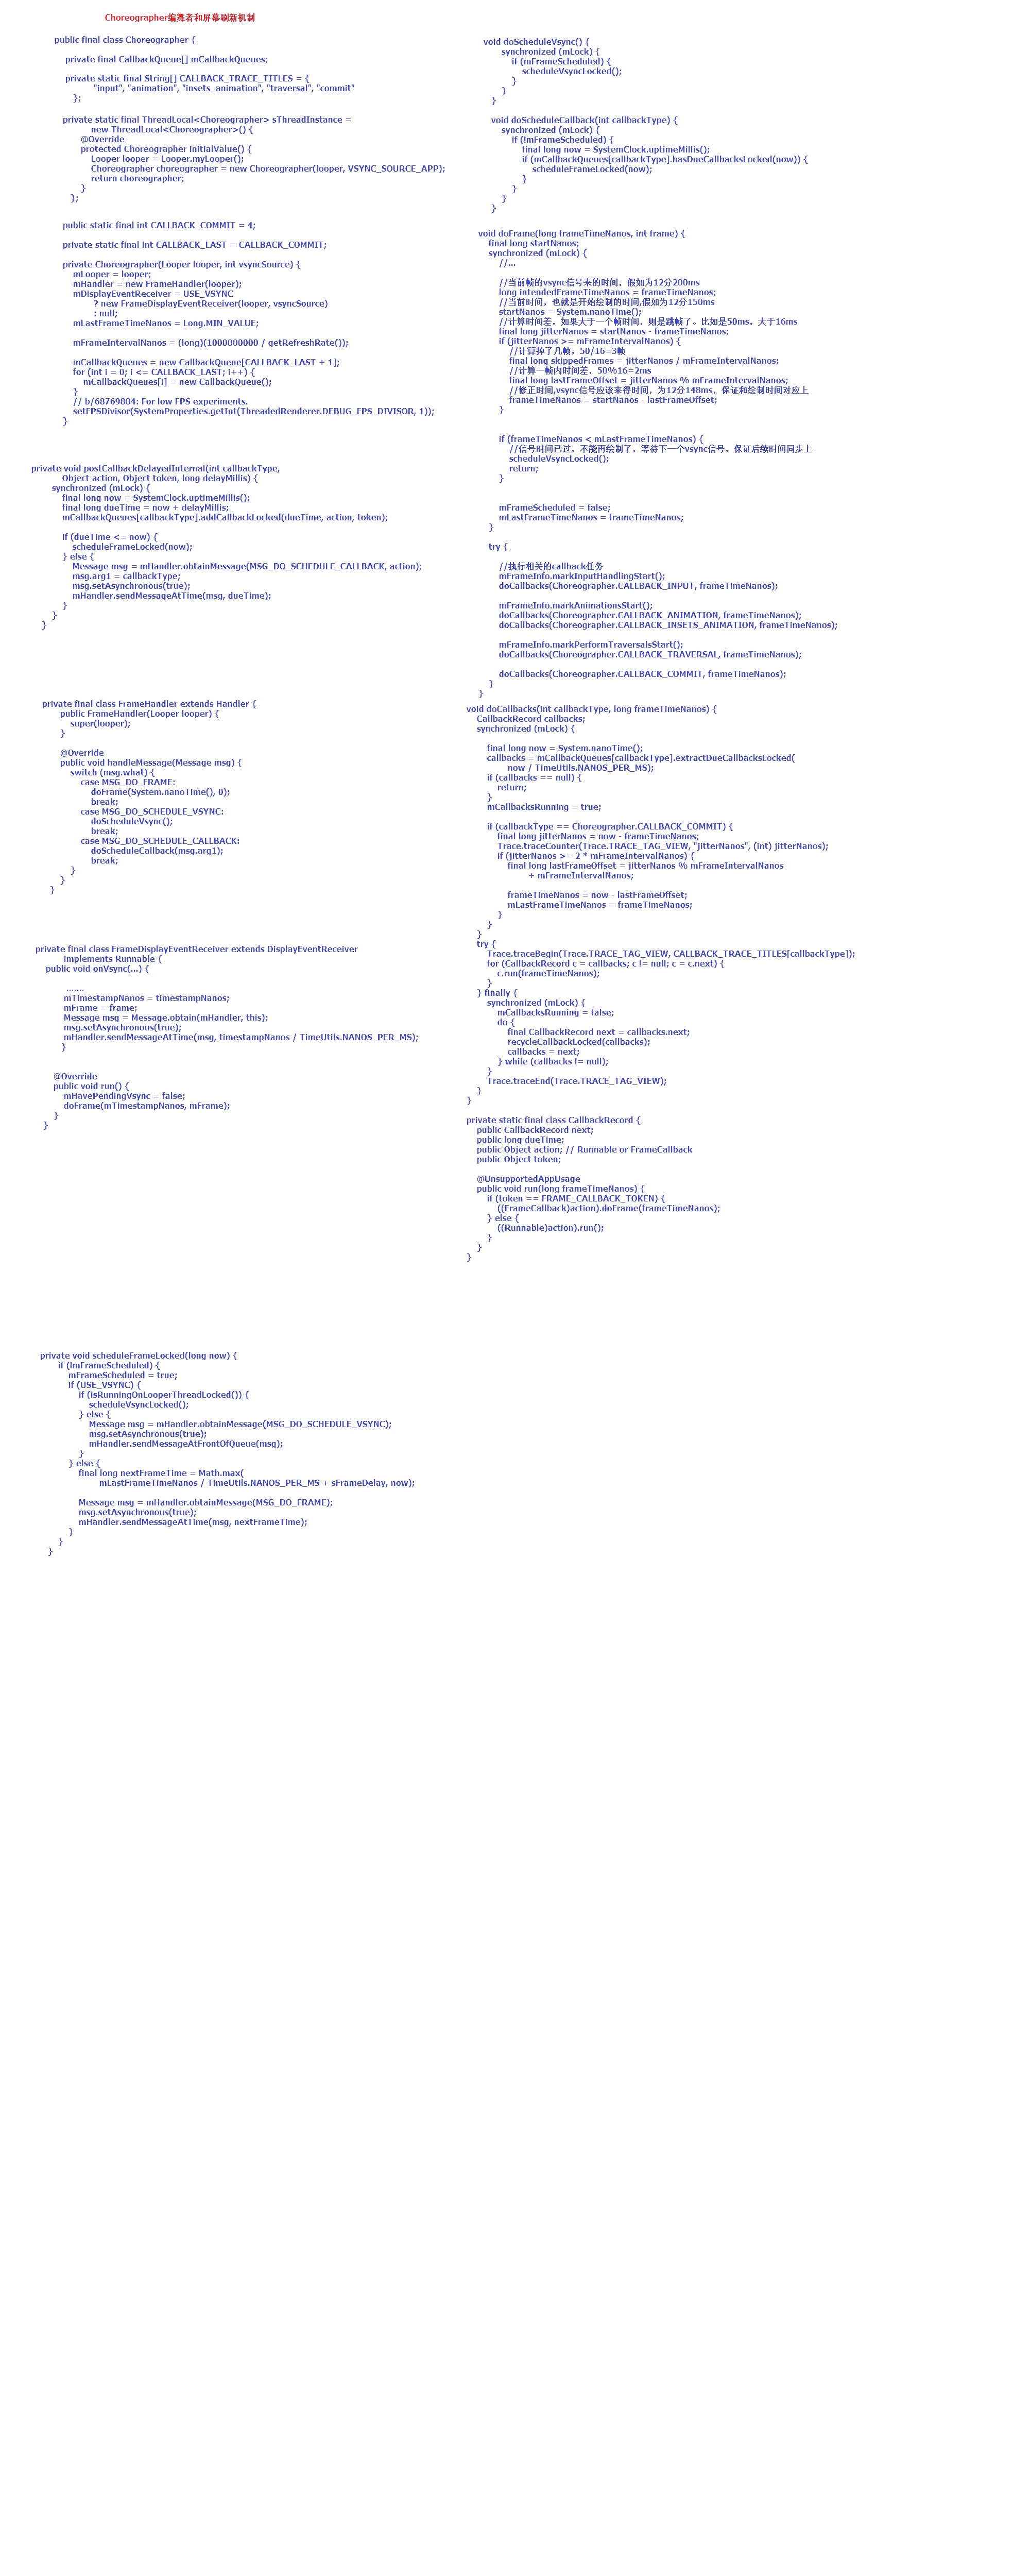 Choreographer编舞者和屏幕刷新机制
public final class Choreographer {
private final CallbackQueue[] mCallbackQueues;
private static final String[] CALLBACK_TRACE_TITLES = {
"input", "animation", "insets_animation", "traversal", "commit"
};
private static final ThreadLocal<Choreographer> sThreadInstance =
new ThreadLocal<Choreographer>() {
@Override
protected Choreographer initialValue() {
Looper looper = Looper.myLooper();
Choreographer choreographer = new Choreographer(looper, VSYNC_SOURCE_APP);
return choreographer;
}
};
public static final int CALLBACK_COMMIT = 4;
private static final int CALLBACK_LAST = CALLBACK_COMMIT;
private Choreographer(Looper looper, int vsyncSource) {
mLooper = looper;
mHandler = new FrameHandler(looper);
mDisplayEventReceiver = USE_VSYNC
? new FrameDisplayEventReceiver(looper, vsyncSource)
: null;
mLastFrameTimeNanos = Long.MIN_VALUE;
mFrameIntervalNanos = (long)(1000000000 / getRefreshRate());
mCallbackQueues = new CallbackQueue[CALLBACK_LAST + 1];
for (int i = 0; i <= CALLBACK_LAST; i++) {
mCallbackQueues[i] = new CallbackQueue();
}
// b/68769804: For low FPS experiments.
setFPSDivisor(SystemProperties.getInt(ThreadedRenderer.DEBUG_FPS_DIVISOR, 1));
}
private void postCallbackDelayedInternal(int callbackType,
Object action, Object token, long delayMillis) {
synchronized (mLock) {
final long now = SystemClock.uptimeMillis();
final long dueTime = now + delayMillis;
mCallbackQueues[callbackType].addCallbackLocked(dueTime, action, token);
if (dueTime <= now) {
scheduleFrameLocked(now);
} else {
Message msg = mHandler.obtainMessage(MSG_DO_SCHEDULE_CALLBACK, action);
msg.arg1 = callbackType;
msg.setAsynchronous(true);
mHandler.sendMessageAtTime(msg, dueTime);
}
}
}
private final class FrameHandler extends Handler {
public FrameHandler(Looper looper) {
super(looper);
}
@Override
public void handleMessage(Message msg) {
switch (msg.what) {
case MSG_DO_FRAME:
doFrame(System.nanoTime(), 0);
break;
case MSG_DO_SCHEDULE_VSYNC:
doScheduleVsync();
break;
case MSG_DO_SCHEDULE_CALLBACK:
doScheduleCallback(msg.arg1);
break;
}
}
}
private final class FrameDisplayEventReceiver extends DisplayEventReceiver
implements Runnable {
public void onVsync(...) {
.......
mTimestampNanos = timestampNanos;
mFrame = frame;
Message msg = Message.obtain(mHandler, this);
msg.setAsynchronous(true);
mHandler.sendMessageAtTime(msg, timestampNanos / TimeUtils.NANOS_PER_MS);
}
@Override
public void run() {
mHavePendingVsync = false;
doFrame(mTimestampNanos, mFrame);
}
}
private void scheduleFrameLocked(long now) {
if (!mFrameScheduled) {
mFrameScheduled = true;
if (USE_VSYNC) {
if (isRunningOnLooperThreadLocked()) {
scheduleVsyncLocked();
} else {
Message msg = mHandler.obtainMessage(MSG_DO_SCHEDULE_VSYNC);
msg.setAsynchronous(true);
mHandler.sendMessageAtFrontOfQueue(msg);
}
} else {
final long nextFrameTime = Math.max(
mLastFrameTimeNanos / TimeUtils.NANOS_PER_MS + sFrameDelay, now);
Message msg = mHandler.obtainMessage(MSG_DO_FRAME);
msg.setAsynchronous(true);
mHandler.sendMessageAtTime(msg, nextFrameTime);
}
}
}
void doScheduleVsync() {
synchronized (mLock) {
if (mFrameScheduled) {
scheduleVsyncLocked();
}
}
}
void doScheduleCallback(int callbackType) {
synchronized (mLock) {
if (!mFrameScheduled) {
final long now = SystemClock.uptimeMillis();
if (mCallbackQueues[callbackType].hasDueCallbacksLocked(now)) {
scheduleFrameLocked(now);
}
}
}
}
void doFrame(long frameTimeNanos, int frame) {
final long startNanos;
synchronized (mLock) {
//...
//当前帧的vsync信号来的时间，假如为12分200ms
long intendedFrameTimeNanos = frameTimeNanos;
//当前时间，也就是开始绘制的时间,假如为12分150ms
startNanos = System.nanoTime();
//计算时间差，如果大于一个帧时间，则是跳帧了。比如是50ms，大于16ms
final long jitterNanos = startNanos - frameTimeNanos;
if (jitterNanos >= mFrameIntervalNanos) {
//计算掉了几帧，50/16=3帧
final long skippedFrames = jitterNanos / mFrameIntervalNanos;
//计算一帧内时间差，50%16=2ms
final long lastFrameOffset = jitterNanos % mFrameIntervalNanos;
//修正时间,vsync信号应该来得时间，为12分148ms，保证和绘制时间对应上
frameTimeNanos = startNanos - lastFrameOffset;
}
if (frameTimeNanos < mLastFrameTimeNanos) {
//信号时间已过，不能再绘制了，等待下一个vsync信号，保证后续时间同步上
scheduleVsyncLocked();
return;
}
mFrameScheduled = false;
mLastFrameTimeNanos = frameTimeNanos;
}
try {
//执行相关的callback任务
mFrameInfo.markInputHandlingStart();
doCallbacks(Choreographer.CALLBACK_INPUT, frameTimeNanos);
mFrameInfo.markAnimationsStart();
doCallbacks(Choreographer.CALLBACK_ANIMATION, frameTimeNanos);
doCallbacks(Choreographer.CALLBACK_INSETS_ANIMATION, frameTimeNanos);
mFrameInfo.markPerformTraversalsStart();
doCallbacks(Choreographer.CALLBACK_TRAVERSAL, frameTimeNanos);
doCallbacks(Choreographer.CALLBACK_COMMIT, frameTimeNanos);
}
}
void doCallbacks(int callbackType, long frameTimeNanos) {
CallbackRecord callbacks;
synchronized (mLock) {
final long now = System.nanoTime();
callbacks = mCallbackQueues[callbackType].extractDueCallbacksLocked(
now / TimeUtils.NANOS_PER_MS);
if (callbacks == null) {
return;
}
mCallbacksRunning = true;
if (callbackType == Choreographer.CALLBACK_COMMIT) {
final long jitterNanos = now - frameTimeNanos;
Trace.traceCounter(Trace.TRACE_TAG_VIEW, "jitterNanos", (int) jitterNanos);
if (jitterNanos >= 2 * mFrameIntervalNanos) {
final long lastFrameOffset = jitterNanos % mFrameIntervalNanos
+ mFrameIntervalNanos;
frameTimeNanos = now - lastFrameOffset;
mLastFrameTimeNanos = frameTimeNanos;
}
}
}
try {
Trace.traceBegin(Trace.TRACE_TAG_VIEW, CALLBACK_TRACE_TITLES[callbackType]);
for (CallbackRecord c = callbacks; c != null; c = c.next) {
c.run(frameTimeNanos);
}
} finally {
synchronized (mLock) {
mCallbacksRunning = false;
do {
final CallbackRecord next = callbacks.next;
recycleCallbackLocked(callbacks);
callbacks = next;
} while (callbacks != null);
}
Trace.traceEnd(Trace.TRACE_TAG_VIEW);
}
}
private static final class CallbackRecord {
public CallbackRecord next;
public long dueTime;
public Object action; // Runnable or FrameCallback
public Object token;
@UnsupportedAppUsage
public void run(long frameTimeNanos) {
if (token == FRAME_CALLBACK_TOKEN) {
((FrameCallback)action).doFrame(frameTimeNanos);
} else {
((Runnable)action).run();
}
}
}